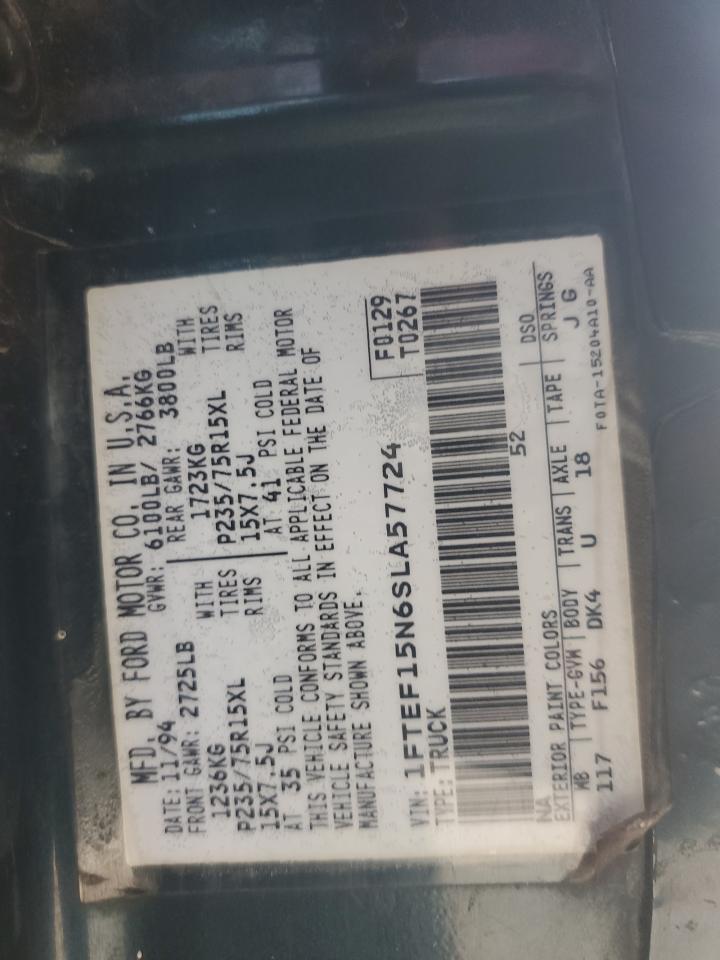 MFD. BY FORD MOTOR CO. IN U.S.A.
DATE: 11/94 GVWR: 6100LB/ 2766KG
FRONT GAWR: 2725LB REAR GAWR: 3800LB
1236KG WITH 1723KG WITH
P235/75R15XL TIRES P235/75R15XL TIRES
15X7.5J RIMS 15X7.5J RIMS
AT 35 PSI COLD AT 41 PSI COLD
THIS VEHICLE CONFORMS TO ALL APPLICABLE FEDERAL MOTOR
VEHICLE SAFETY STANDARDS IN EFFECT ON THE DATE OF
MANUFACTURE SHOWN ABOVE.
F0129
T0267
VIN: 1FTEF15N6SLA57724
TYPE: TRUCK
52
NA DSO
EXTERIOR PAINT COLORS
WB TYPE-GVW BODY TRANS AXLE TAPE SPRINGS
117 F156 DK4 U 18 J G
F0TA-15204A10-AA